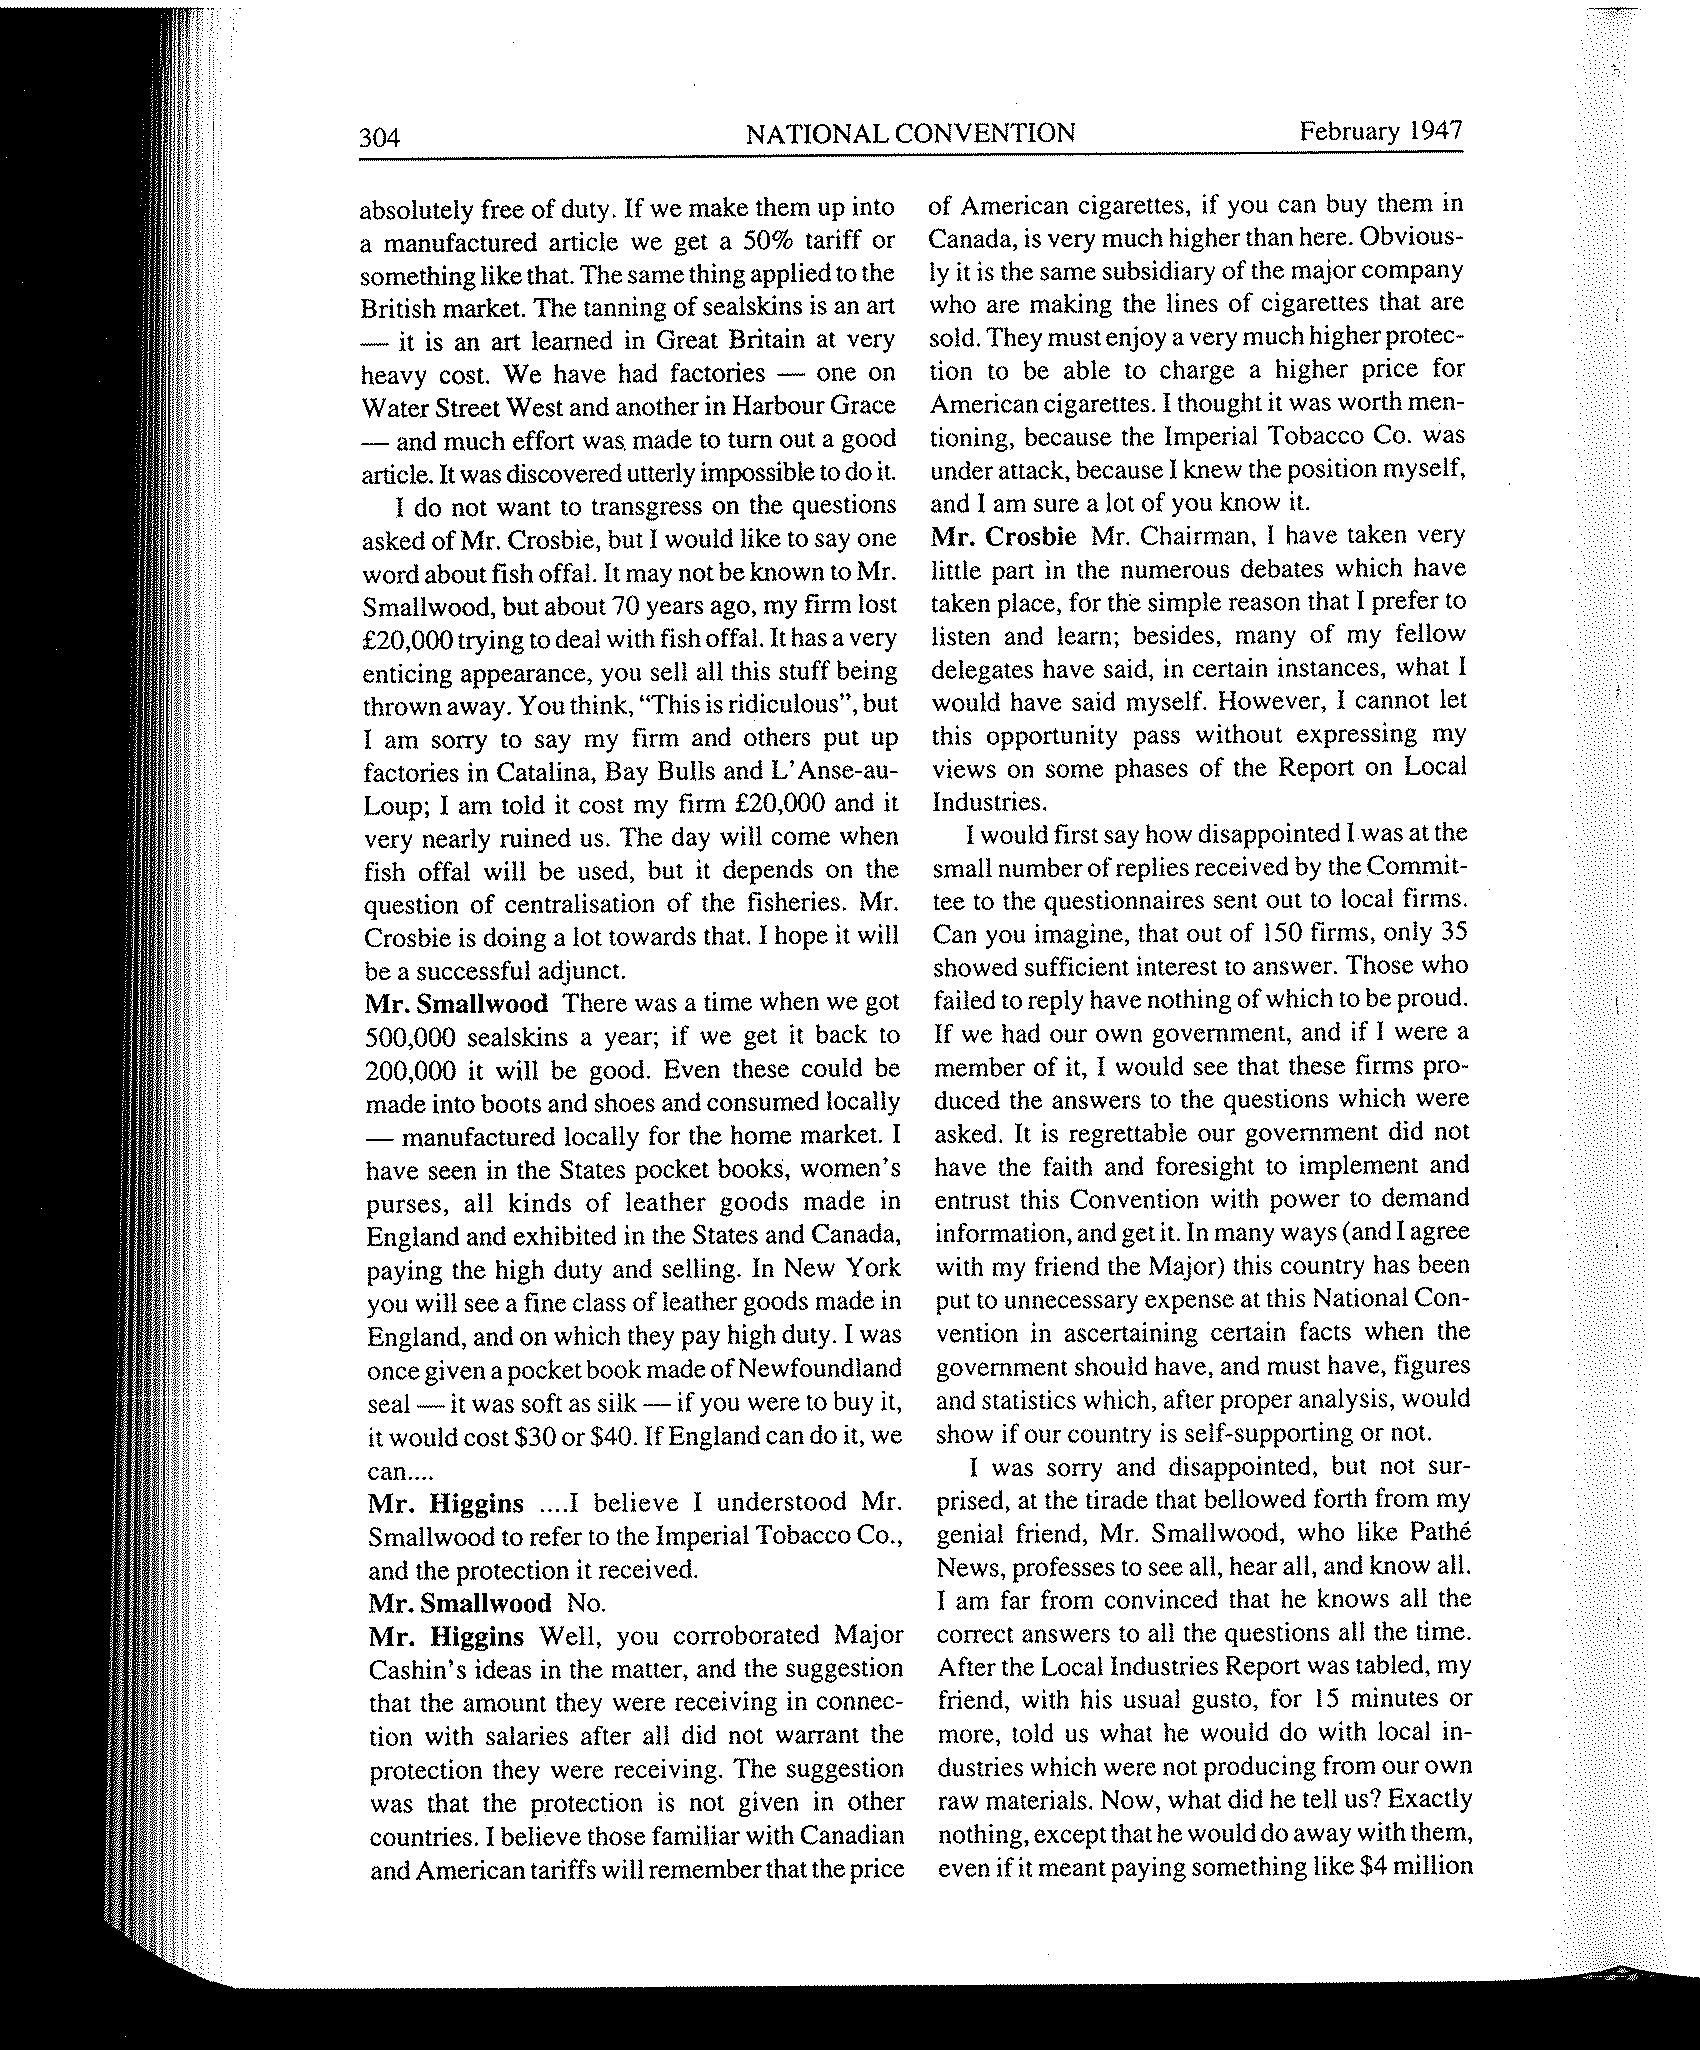 304
NATIONAL CONVENTION
February 1947
absolutely free of duty. If we make them up into
a manufactured article we get a 50% tariff or
something like that. The same thing applied to the
British market. The tanning of sealskins is an art
— it is an art learned in Great Britain at very
heavy cost. We have had factories — one on
Water Street West and another in Harbour Grace
— and much effort was made to turn out a good
article. It was discovered utterly impossible to do it.
I do not want to transgress on the questions
asked of Mr. Crosbie, but I would like to say one
word about fish offal. It may not be known to Mr.
Smallwood, but about 70 years ago, my firm lost
£20,000 trying to deal with fish offal. It has a very
enticing appearance, you sell all this stuff being
thrown away. You think, “This is ridiculous”, but
I am sorry to say my firm and others put up
factories in Catalina, Bay Bulls and L’Anse-au-
Loup; I am told it cost my firm £20,000 and it
very nearly ruined us. The day will come when
fish offal will be used, but it depends on the
question of centralisation of the fisheries. Mr.
Crosbie is doing a lot towards that. I hope it will
be a successful adjunct.
Mr. Smallwood There was a time when we got
500,000 sealskins a year; if we get it back to
200,000 it will be good. Even these could be
made into boots and shoes and consumed locally
— manufactured locally for the home market. I
have seen in the States pocket books, women’s
purses, all kinds of leather goods made in
England and exhibited in the States and Canada,
paying the high duty and selling. In New York
you will see a fine class of leather goods made in
England, and on which they pay high duty. I was
once given a pocket book made of Newfoundland
seal — it was soft as silk — if you were to buy it,
it would cost $30 or $40. If England can do it, we
can....
Mr. Higgins ....I believe I understood Mr.
Smallwood to refer to the Imperial Tobacco Co.,
and the protection it received.
Mr. Smallwood No.
Mr. Higgins Well, you corroborated Major
Cashin’s ideas in the matter, and the suggestion
that the amount they were receiving in connec-
tion with salaries after all did not warrant the
protection they were receiving. The suggestion
was that the protection is not given in other
countries. I believe those familiar with Canadian
and American tariffs will remember that the price
of American cigarettes, if you can buy them in
Canada, is very much higher than here. Obvious-
ly it is the same subsidiary of the major company
who are making the lines of cigarettes that are
sold. They must enjoy a very much higher protec-
tion to be able to charge a higher price for
American cigarettes. I thought it was worth men-
tioning, because the Imperial Tobacco Co. was
under attack, because I knew the position myself,
and I am sure a lot of you know it.
Mr. Crosbie Mr. Chairman, I have taken very
little part in the numerous debates which have
taken place, for the simple reason that I prefer to
listen and learn; besides, many of my fellow
delegates have said, in certain instances, what I
would have said myself. However, I cannot let
this opportunity pass without expressing my
views on some phases of the Report on Local
Industries.
I would first say how disappointed I was at the
small number of replies received by the Commit-
tee to the questionnaires sent out to local firms.
Can you imagine, that out of 150 firms, only 35
showed sufficient interest to answer. Those who
failed to reply have nothing of which to be proud.
If we had our own government, and if I were a
member of it, I would see that these firms pro-
duced the answers to the questions which were
asked. It is regrettable our government did not
have the faith and foresight to implement and
entrust this Convention with power to demand
information, and get it. In many ways (and I agree
with my friend the Major) this country has been
put to unnecessary expense at this National Con-
vention in ascertaining certain facts when the
government should have, and must have, figures
and statistics which, after proper analysis, would
show if our country is self-supporting or not.
I was sorry and disappointed, but not sur-
prised, at the tirade that bellowed forth from my
genial friend, Mr. Smallwood, who like Pathé
News, professes to see all, hear all, and know all.
I am far from convinced that he knows all the
correct answers to all the questions all the time.
After the Local Industries Report was tabled, my
friend, with his usual gusto, for 15 minutes or
more, told us what he would do with local in-
dustries which were not producing from our own
raw materials. Now, what did he tell us? Exactly
nothing, except that he would do away with them,
even if it meant paying something like $4 million